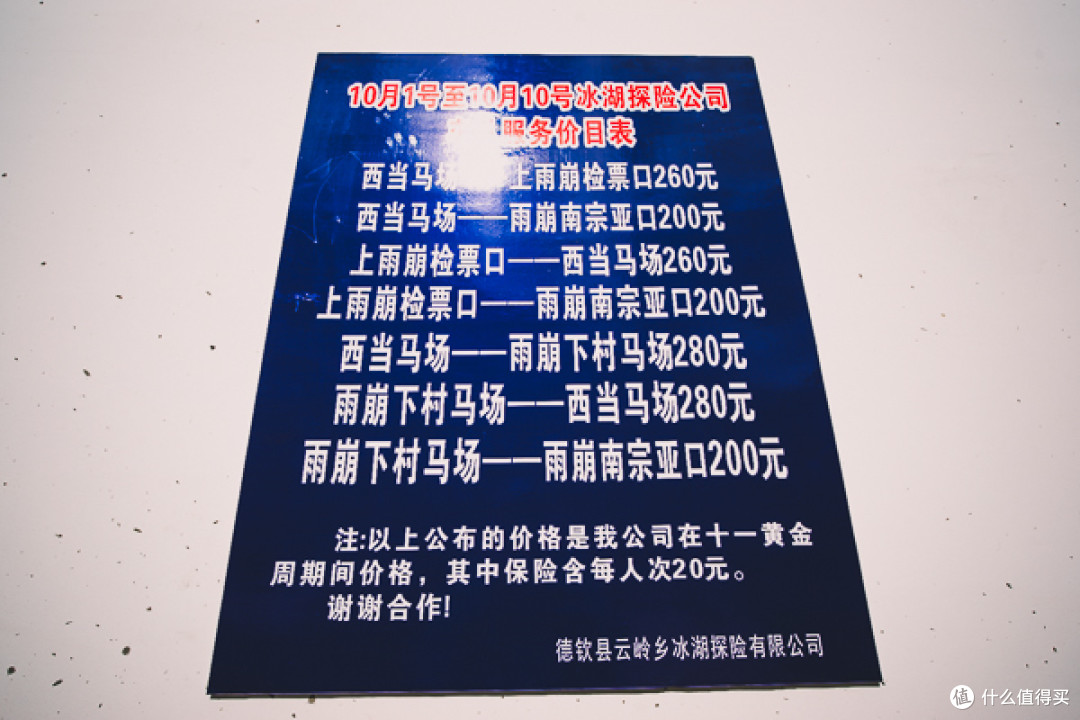 10月1号至10月10号冰湖探险公司
服务价目表
西当马场上雨崩检票口260元
西当马场——雨崩南宗亚口200元
上雨崩检票口——西当马场260元
上雨崩检票口——雨崩南宗亚口200元
西当马场——雨崩下村马场280元
雨崩下村马场——西当马场280元
雨崩下村马场——雨崩南宗亚口200元
注:以上公布的价格是我公司在十一黄金
周期间价格，其中保险含每人次20元。
谢谢合作!
德钦县云岭乡冰湖探险有限公司
值 什么值得买